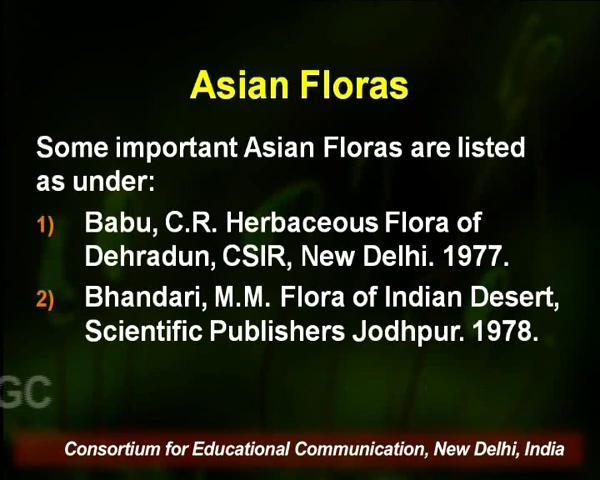 Asian Floras
Some important Asian Floras are listed
as under:
1) Babu, C.R. Herbaceous Flora of
Dehradun, CSIR, New Delhi. 1977.
2) Bhandari, M.M. Flora of Indian Desert,
Scientific Publishers Jodhpur. 1978.
GC
Consortium for Educational Communication, New Delhi, India